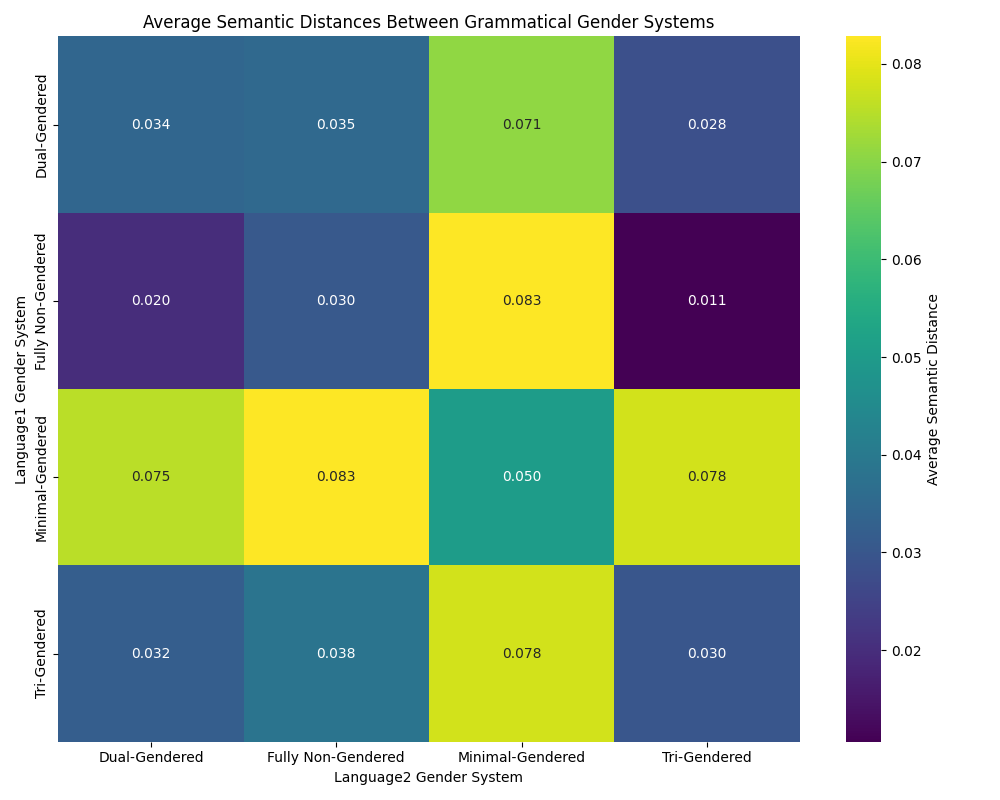 Average Semantic Distances Between Grammatical Gender Systems
Language1 Gender System
Dual-Gendered
Fully Non-Gendered
Minimal-Gendered
Tri-Gendered
0.034 0.035 0.071 0.028
0.020 0.030 0.083 0.011
0.075 0.083 0.050 0.078
0.032 0.038 0.078 0.030
Dual-Gendered Fully Non-Gendered Minimal-Gendered Tri-Gendered
Language2 Gender System
0.08
0.07
0.06
0.05
0.04
0.03
0.02
Average Semantic Distance